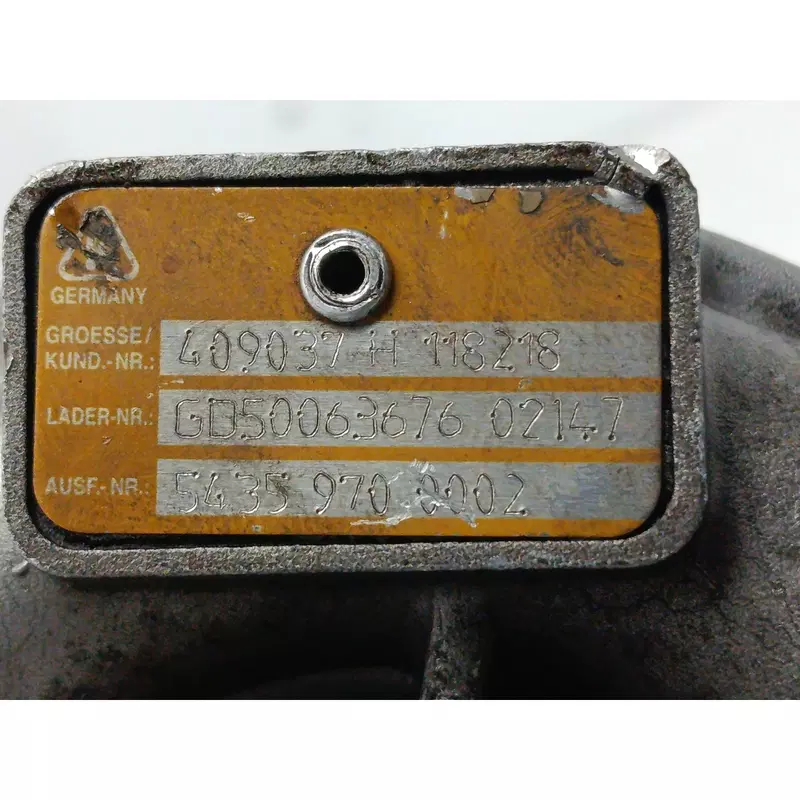 GERMANY
GROESSE/
KUND.-NR.: 409037 H 118218
LADER-NR.: GD50063676 02147
AUSF.-NR.: 5435 970 0002